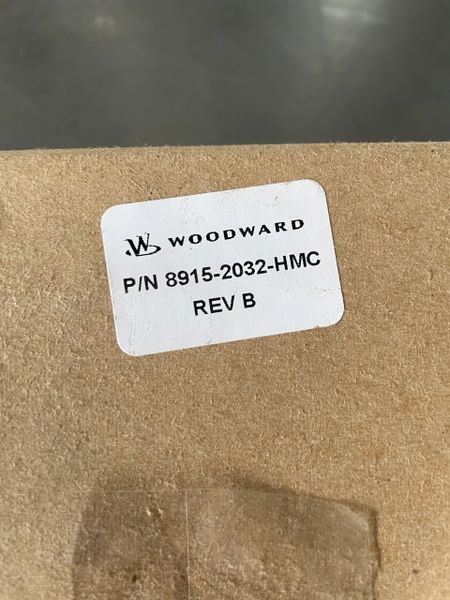 WOODWARD
P/N 8915-2032-HMC
REV B